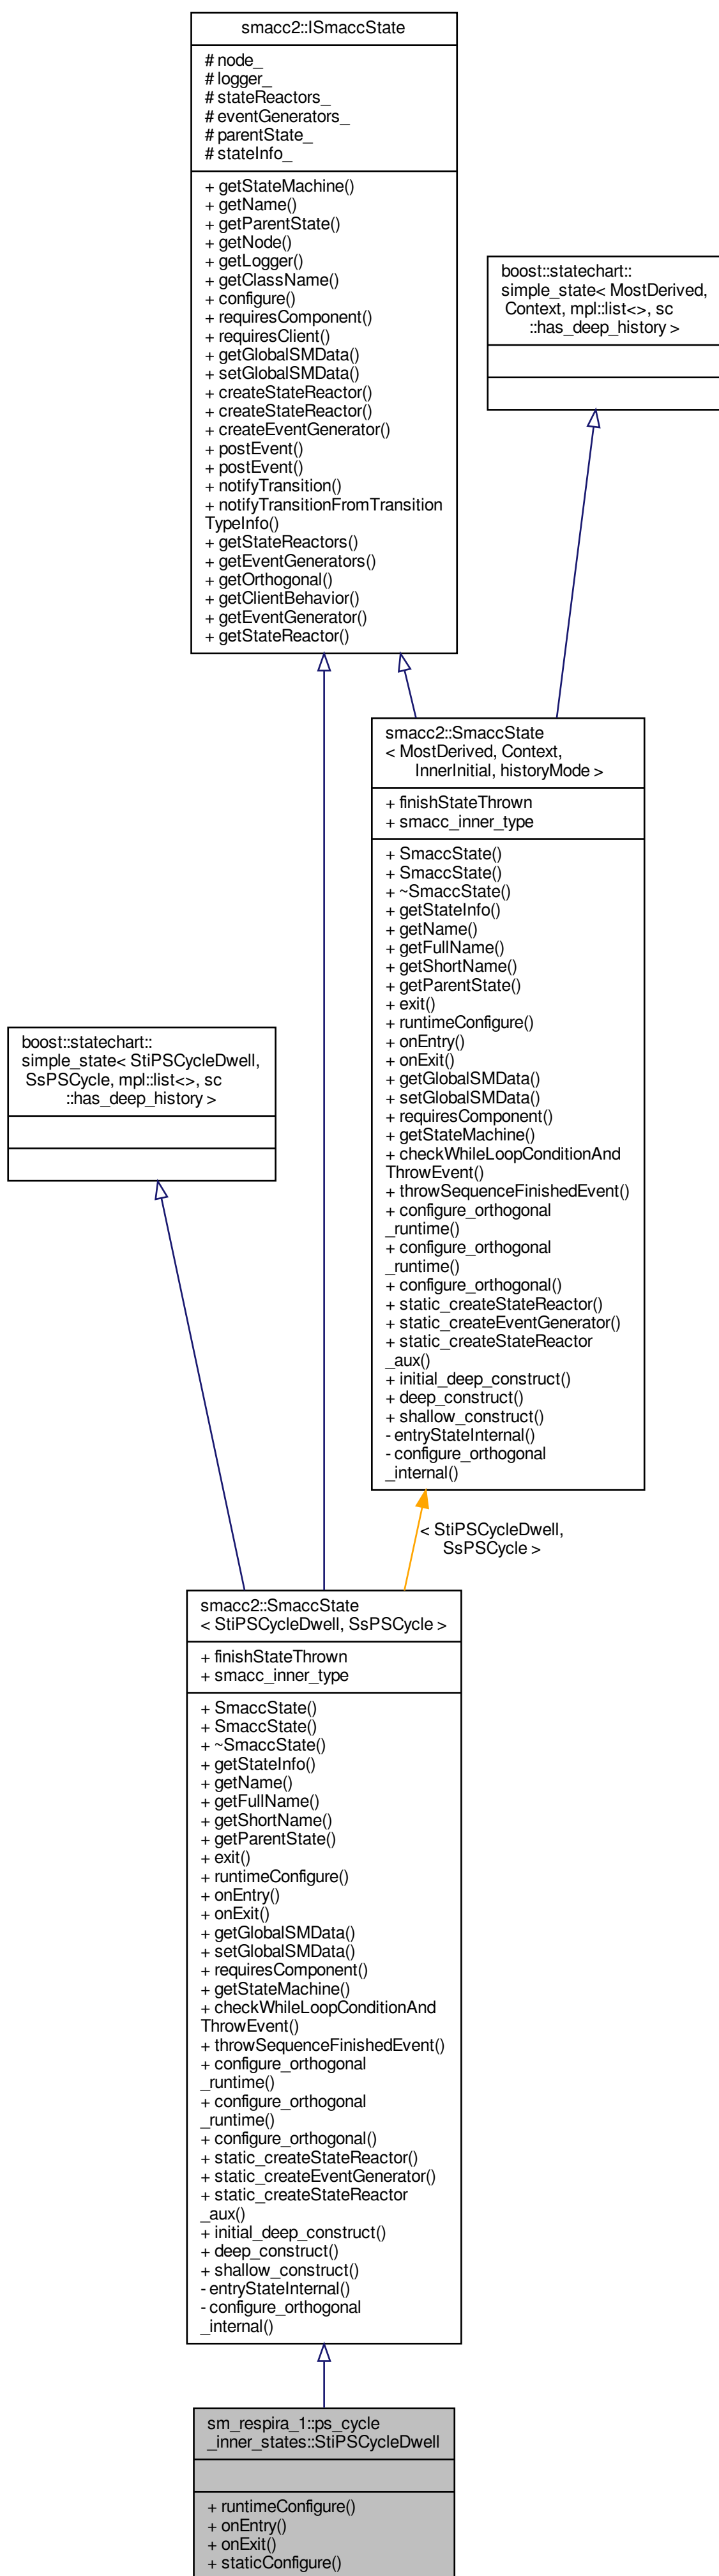 smacc2::ISmaccState
# node_
# logger_
# stateReactors_
# eventGenerators_
# parentState_
# stateInfo_
+ getStateMachine()
+ getName()
+ getParentState()
+ getNode()
+ getLogger()
+ getClassName()
+ configure()
+ requiresComponent()
+ requiresClient()
+ getGlobalSMData()
+ setGlobalSMData()
+ createStateReactor()
+ createStateReactor()
+ createEventGenerator()
+ postEvent()
+ postEvent()
+ notifyTransition()
+ notifyTransitionFromTransition
TypeInfo()
+ getStateReactors()
+ getEventGenerators()
+ getOrthogonal()
+ getClientBehavior()
+ getEventGenerator()
+ getStateReactor()
boost::statechart::
simple_state< MostDerived,
Context, mpl::list<>, sc
::has_deep_history >
smacc2::SmaccState
< MostDerived, Context,
InnerInitial, historyMode >
+ finishStateThrown
+ smacc_inner_type
+ SmaccState()
+ SmaccState()
+ ~SmaccState()
+ getStateInfo()
+ getName()
+ getFullName()
+ getShortName()
+ getParentState()
+ exit()
+ runtimeConfigure()
+ onEntry()
+ onExit()
+ getGlobalSMData()
+ setGlobalSMData()
+ requiresComponent()
+ getStateMachine()
+ checkWhileLoopConditionAnd
ThrowEvent()
+ throwSequenceFinishedEvent()
+ configure_orthogonal
_runtime()
+ configure_orthogonal
_runtime()
+ configure_orthogonal()
+ static_createStateReactor()
+ static_createEventGenerator()
+ static_createStateReactor
_aux()
+ initial_deep_construct()
+ deep_construct()
+ shallow_construct()
- entryStateInternal()
- configure_orthogonal
_internal()
boost::statechart::
simple_state< StiPSCycleDwell,
SsPSCycle, mpl::list<>, sc
::has_deep_history >
< StiPSCycleDwell,
SsPSCycle >
smacc2::SmaccState
< StiPSCycleDwell, SsPSCycle >
+ finishStateThrown
+ smacc_inner_type
+ SmaccState()
+ SmaccState()
+ ~SmaccState()
+ getStateInfo()
+ getName()
+ getFullName()
+ getShortName()
+ getParentState()
+ exit()
+ runtimeConfigure()
+ onEntry()
+ onExit()
+ getGlobalSMData()
+ setGlobalSMData()
+ requiresComponent()
+ getStateMachine()
+ checkWhileLoopConditionAnd
ThrowEvent()
+ throwSequenceFinishedEvent()
+ configure_orthogonal
_runtime()
+ configure_orthogonal
_runtime()
+ configure_orthogonal()
+ static_createStateReactor()
+ static_createEventGenerator()
+ static_createStateReactor
_aux()
+ initial_deep_construct()
+ deep_construct()
+ shallow_construct()
- entryStateInternal()
- configure_orthogonal
_internal()
sm_respira_1::ps_cycle
_inner_states::StiPSCycleDwell
+ runtimeConfigure()
+ onEntry()
+ onExit()
+ staticConfigure()